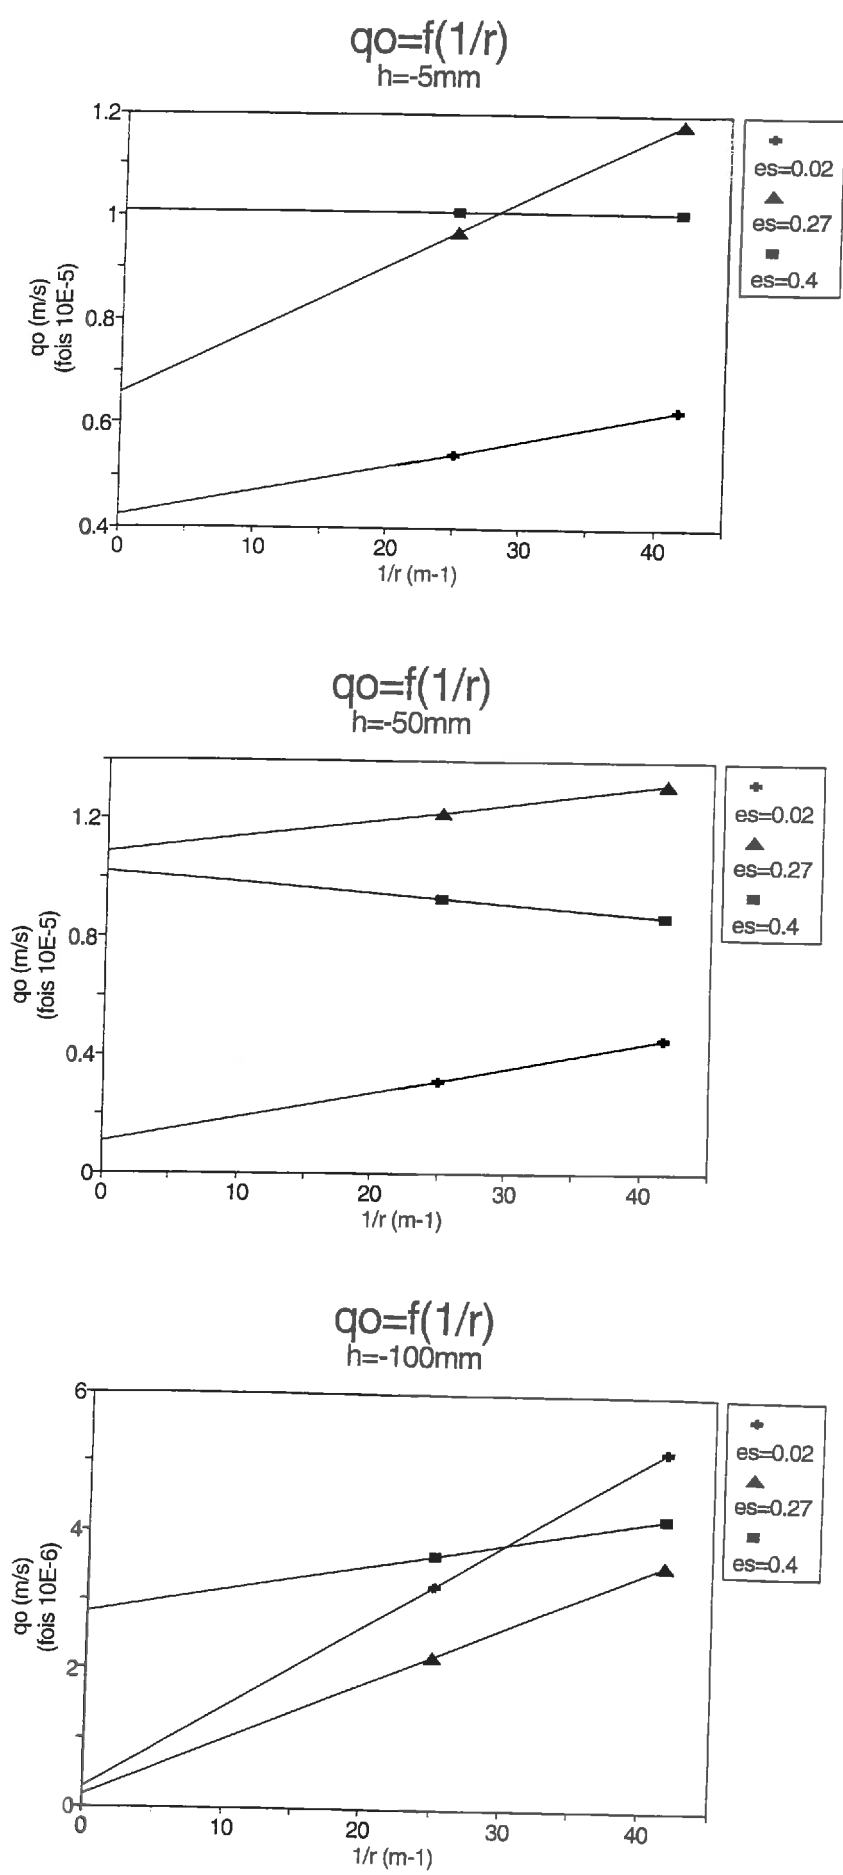 qo=f(1/r)
h=-5mm
1.2
1
0.8
0.6
0.4
qo (m/s)
(fois 10E-5)
0
10
20
30
40
1/r (m-1)
es=0.02
es=0.27
es=0.4
qo=f(1/r)
h=-50mm
1.2
0.8
0.4
0
qo (m/s)
(fois 10E-5)
0
10
20
30
40
1/r (m-1)
es=0.02
es=0.27
es=0.4
qo=f(1/r)
h=-100mm
6
4
2
0
qo (m/s)
(fois 10E-6)
0
10
20
30
40
1/r (m-1)
es=0.02
es=0.27
es=0.4